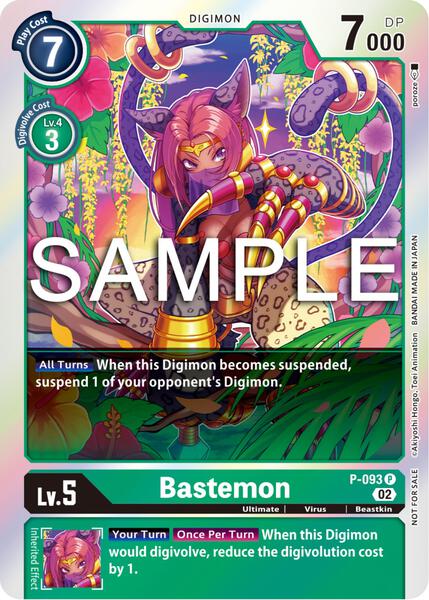 DIGIMON
Play Cost
7
DP
7000
Digivolve Cost
Lv.4
3
poroze
SAMPLE
©Akiyoshi Hongo, Toei Animation BANDAI MADE IN JAPAN
NOT FOR SALE
All Turns When this Digimon becomes suspended,
suspend 1 of your opponent's Digimon.
P-093 P
02
Lv.5
Bastemon
Ultimate | Virus | Beastkin
Inherited Effect
Your Turn Once Per Turn When this Digimon
would digivolve, reduce the digivolution cost
by 1.